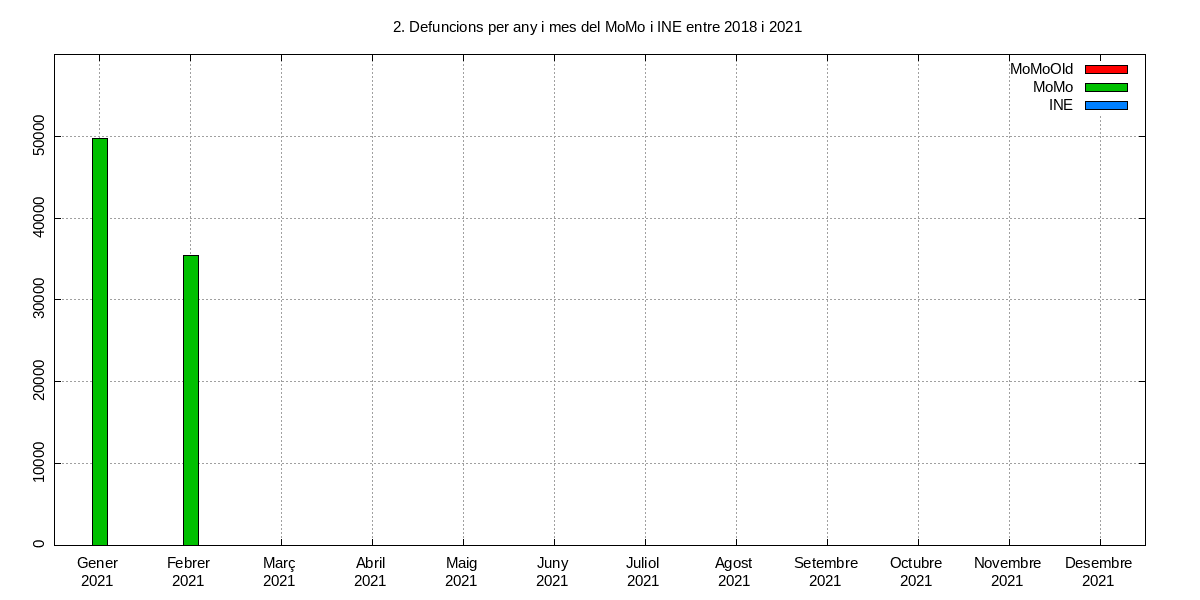 2. Defuncions per any i mes del MoMo i INE entre 2018 i 2021
MoMoOld
MoMo
INE
50000
40000
30000
20000
10000
0
Gener Febrer Març Abril Maig Juny Juliol Agost Setembre Octubre Novembre Desembre
2021 2021 2021 2021 2021 2021 2021 2021 2021 2021 2021 2021